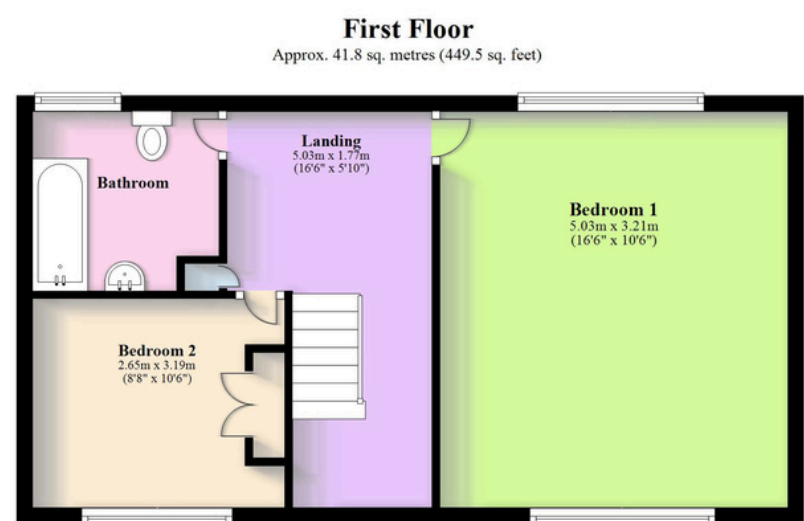 First Floor
Approx. 41.8 sq. metres (449.5 sq. feet)
Landing
5.03m x 1.77m
(16'6" x 5'10")
Bathroom
Bedroom 1
5.03m x 3.21m
(16'6" x 10'6")
Bedroom 2
2.65m x 3.19m
(8'8" x 10'6")